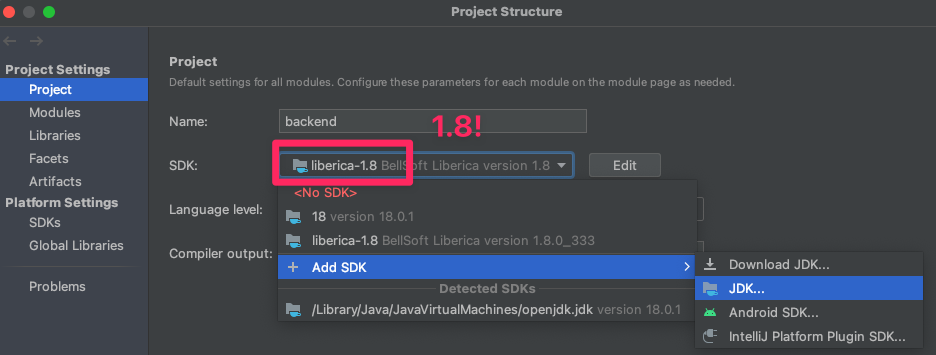 Project Structure
Project Settings
Project
Modules
Libraries
Facets
Artifacts
Platform Settings
SDKs
Global Libraries
Problems
Project
Default settings for all modules. Configure these parameters for each module on the module page as needed.
Name: backend
1.8!
SDK: liberica-1.8 BellSoft Liberica version 1.8 Edit
<No SDK>
Language level: 18 version 18.0.1
liberica-1.8 BellSoft Liberica version 1.8.0_333
Compiler output:
+ Add SDK >
Detected SDKs
/Library/Java/JavaVirtualMachines/openjdk.jdk version 18.0.1
Download JDK...
JDK...
Android SDK...
IntelliJ Platform Plugin SDK...